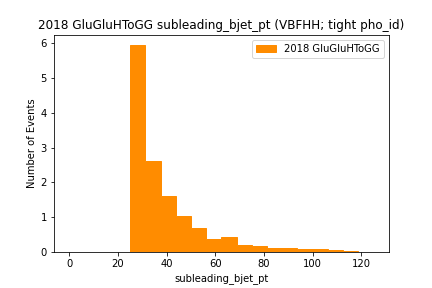 2018 GluGluHToGG subleading_bjet_pt (VBFHH; tight pho_id)
2018 GluGluHToGG
Number of Events
6
5
4
3
2
1
0
0 20 40 60 80 100 120
subleading_bjet_pt